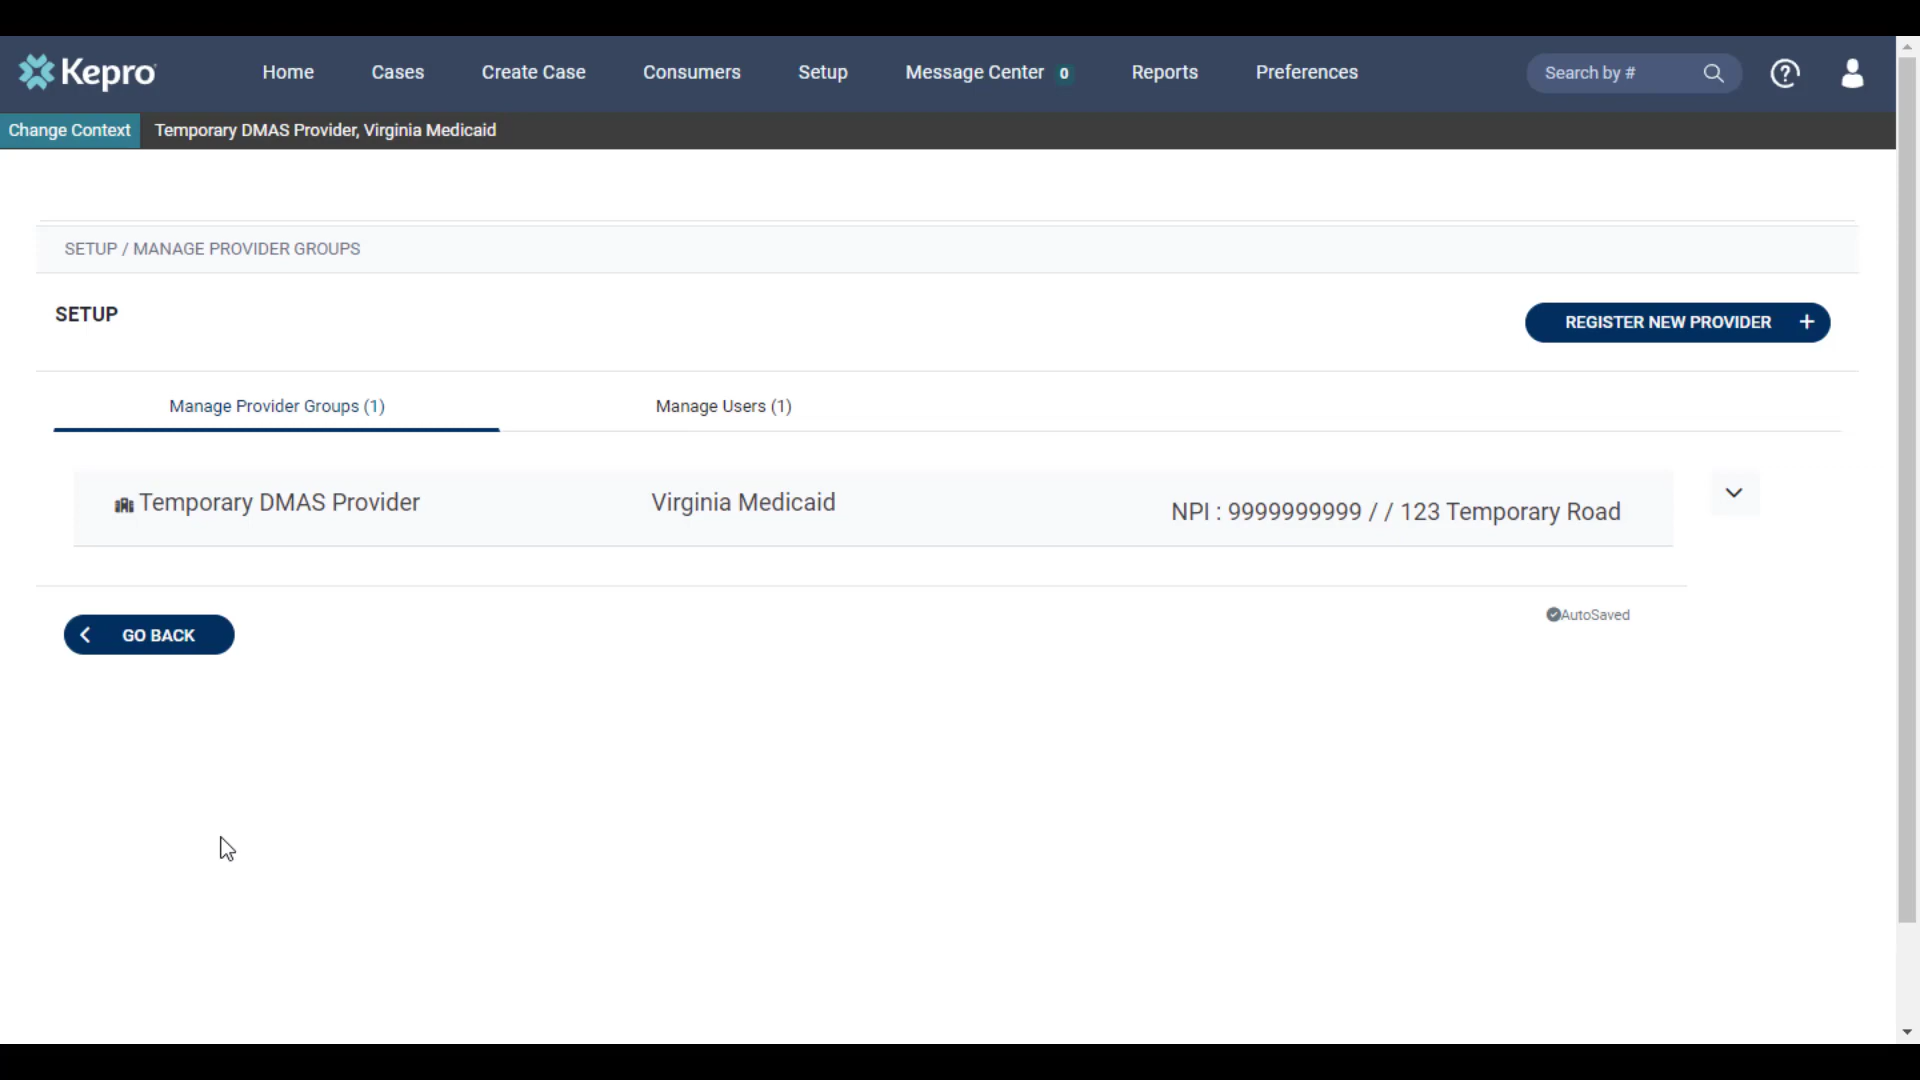 Kepro
Home Cases Create Case Consumers Setup Message Center 0 Reports Preferences Search by # ?
Change Context Temporary DMAS Provider, Virginia Medicaid
SETUP / MANAGE PROVIDER GROUPS
SETUP
REGISTER NEW PROVIDER +
Manage Provider Groups (1) Manage Users (1)
Temporary DMAS Provider Virginia Medicaid NPI : 9999999999 / / 123 Temporary Road
AutoSaved
GO BACK